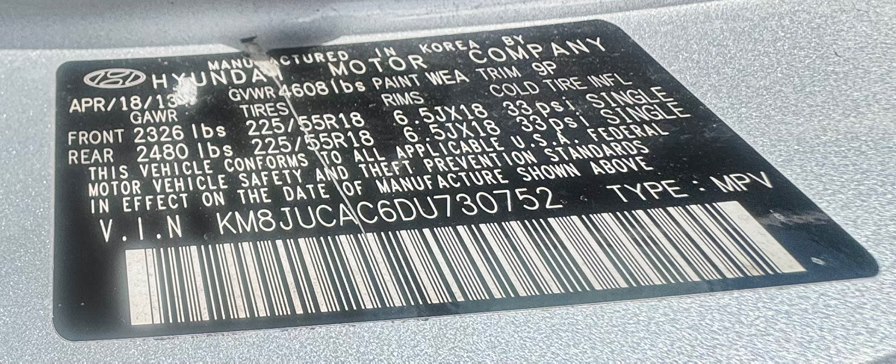 MANUFACTURED IN KOREA BY
HYUNDAI MOTOR COMPANY
APR/18/13 GVWR 4608lbs PAINT WEA TRIM 9P
GAWR TIRES RIMS COLD TIRE INFL
FRONT 2326 lbs 225/55R18 6.5JX18 33psi SINGLE
REAR 2480 lbs 225/55R18 6.5JX18 33psi SINGLE
THIS VEHICLE CONFORMS TO ALL APPLICABLE U.S.A. FEDERAL
MOTOR VEHICLE SAFETY AND THEFT PREVENTION STANDARDS
IN EFFECT ON THE DATE OF MANUFACTURE SHOWN ABOVE
V.I.N KM8JUCAC6DU730752 TYPE : MPV